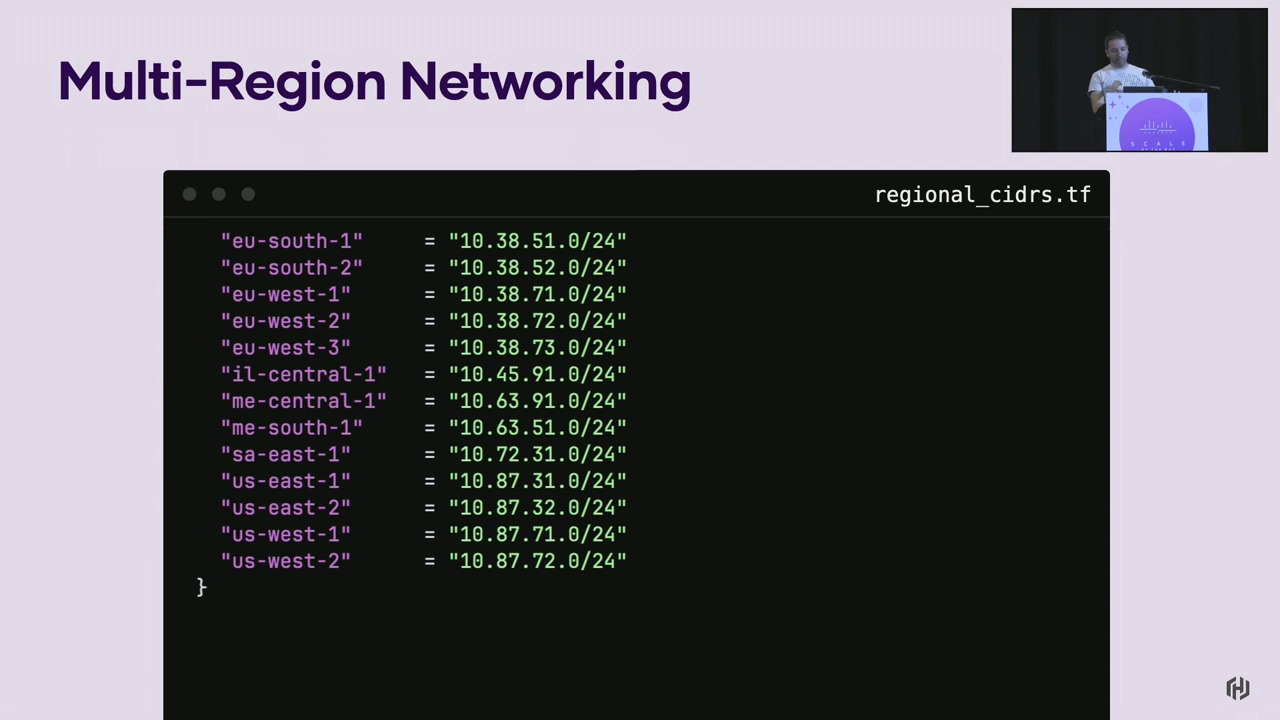 Multi-Region Networking
SCALE
BY THE BAY
regional_cidrs.tf
"eu-south-1" = "10.38.51.0/24"
"eu-south-2" = "10.38.52.0/24"
"eu-west-1" = "10.38.71.0/24"
"eu-west-2" = "10.38.72.0/24"
"eu-west-3" = "10.38.73.0/24"
"il-central-1" = "10.45.91.0/24"
"me-central-1" = "10.63.91.0/24"
"me-south-1" = "10.63.51.0/24"
"sa-east-1" = "10.72.31.0/24"
"us-east-1" = "10.87.31.0/24"
"us-east-2" = "10.87.32.0/24"
"us-west-1" = "10.87.71.0/24"
"us-west-2" = "10.87.72.0/24"
}